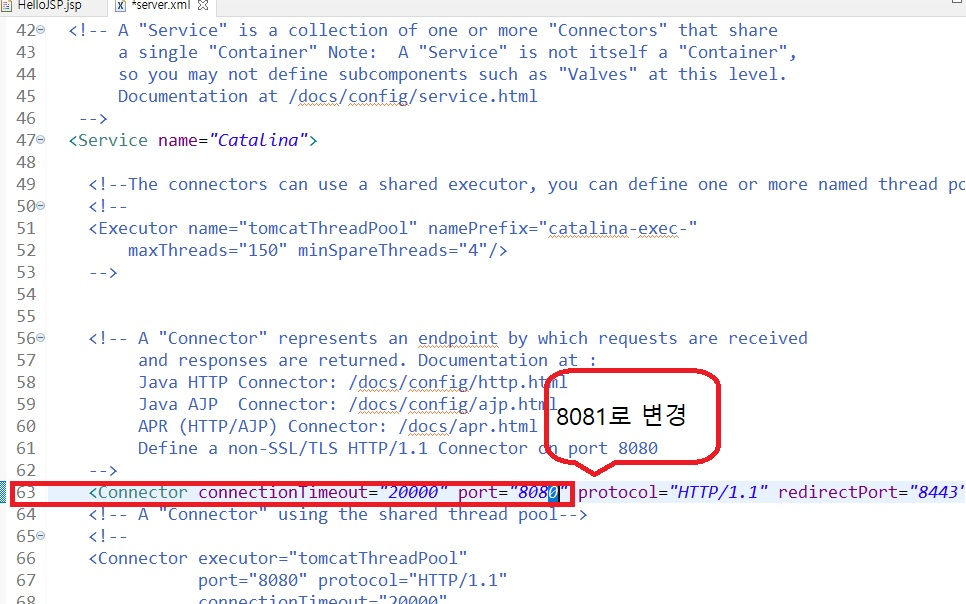 HelloJSP.jsp *server.xml
42 <!-- A "Service" is a collection of one or more "Connectors" that share
43 a single "Container" Note:  A "Service" is not itself a "Container",
44 so you may not define subcomponents such as "Valves" at this level.
45 Documentation at /docs/config/service.html
46 -->
47 <Service name="Catalina">
48
49 <!--The connectors can use a shared executor, you can define one or more named thread
50 <!--
51 <Executor name="tomcatThreadPool" namePrefix="catalina-exec-"
52 maxThreads="150" minSpareThreads="4"/>
53 -->
54
55
56 <!-- A "Connector" represents an endpoint by which requests are received
57 and responses are returned. Documentation at :
58 Java HTTP Connector: /docs/config/http.html
59 Java AJP  Connector: /docs/config/ajp.html
8081로 변경
60 APR (HTTP/AJP) Connector: /docs/apr.html
61 Define a non-SSL/TLS HTTP/1.1 Connector on port 8080
62 -->
63 <Connector connectionTimeout="20000" port="8080" protocol="HTTP/1.1" redirectPort="8443"
64 <!-- A "Connector" using the shared thread pool-->
65 <!--
66 <Connector executor="tomcatThreadPool"
67 port="8080" protocol="HTTP/1.1"
68 connectionTimeout="20000"